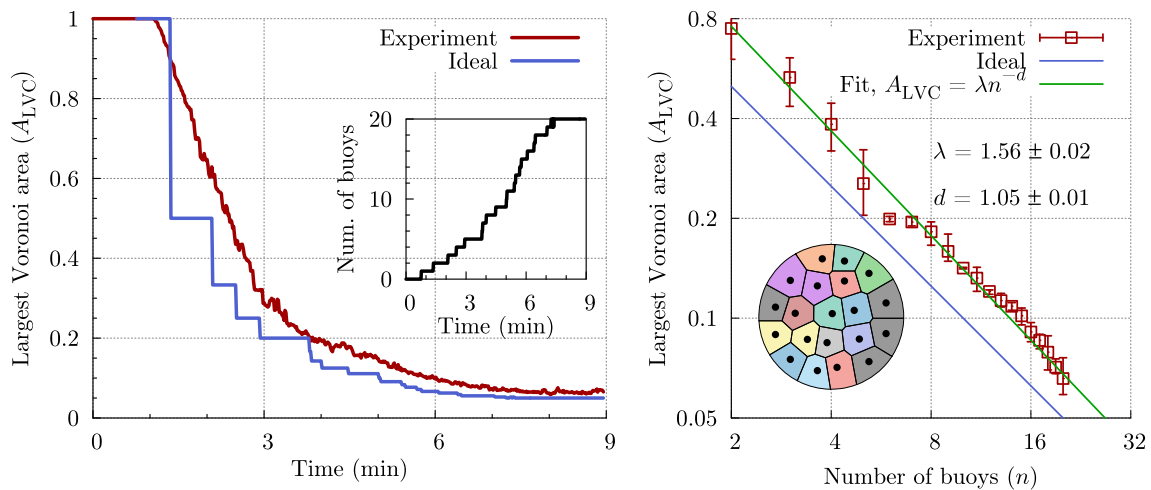 Largest Voronoi area (A_LVC)
1
0.8
0.6
0.4
0.2
0
0
3
6
9
Time (min)
Experiment
Ideal
Num. of buoys
20
10
0
0
3
6
9
Time (min)
Largest Voronoi area (A_LVC)
0.8
0.4
0.2
0.1
0.05
2
4
8
16
32
Number of buoys (n)
Experiment
Ideal
Fit, A_LVC = λn^−d
λ = 1.56 ± 0.02
d = 1.05 ± 0.01